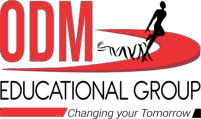 ODM
EDUCATIONAL GROUP
Changing your Tomorrow